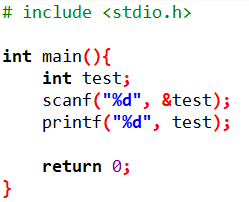 # include <stdio.h>
int main(){
int test;
scanf("%d", &test);
printf("%d", test);
return 0;
}